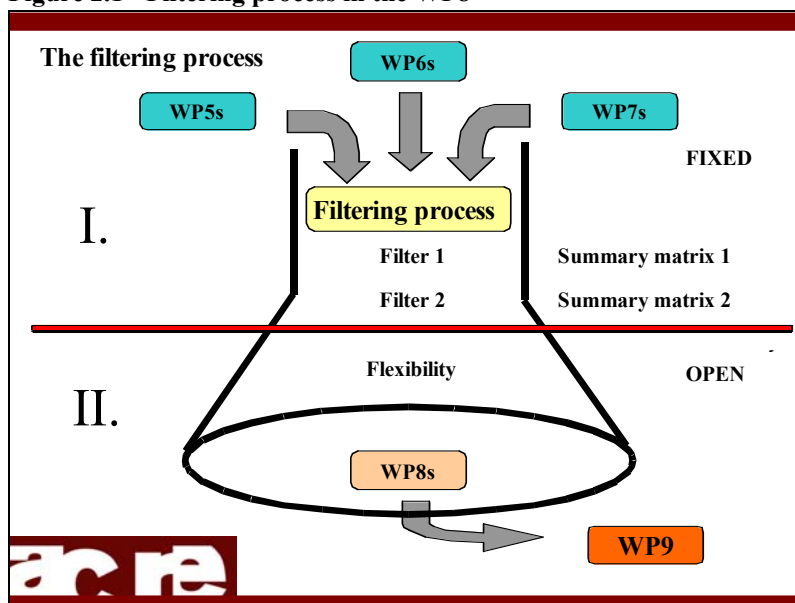 The filtering process
WP6s
WP5s
WP7s
FIXED
I.
Filtering process
Filter 1
Summary matrix 1
Filter 2
Summary matrix 2
Flexibility
OPEN
II.
WP8s
WP9
acre